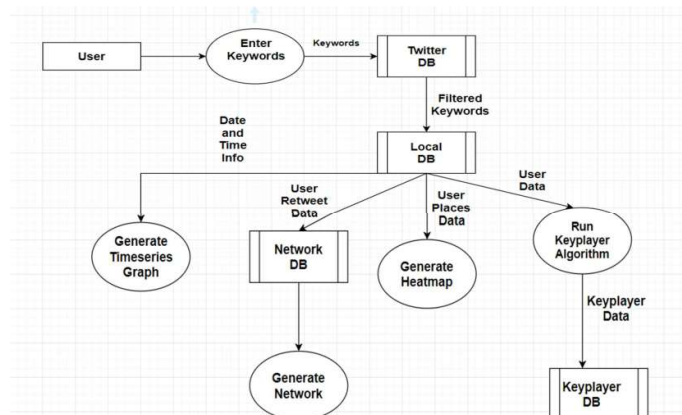 User
Enter
Keywords
Keywords
Twitter
DB
Filtered
Keywords
Date
and
Time
Info
Local
DB
User
Retweet
Data
User
Places
Data
User
Data
Generate
Timeseries
Graph
Network
DB
Generate
Heatmap
Run
Keyplayer
Algorithm
Keyplayer
Data
Generate
Network
Keyplayer
DB